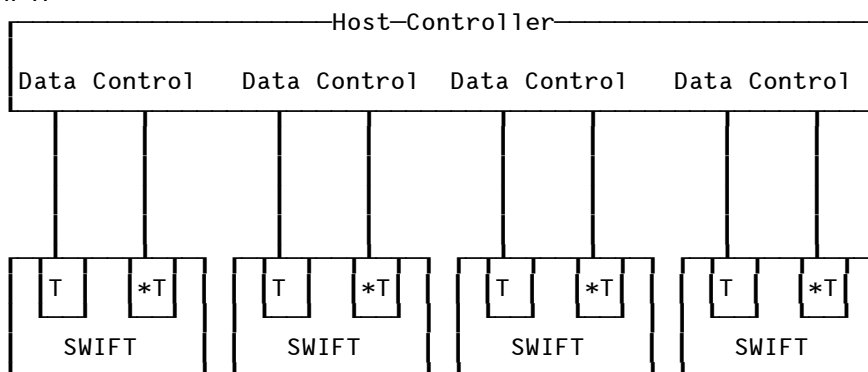 Host—Controller
Data Control Data Control Data Control Data Control
T *T T *T T *T T *T
SWIFT SWIFT SWIFT SWIFT